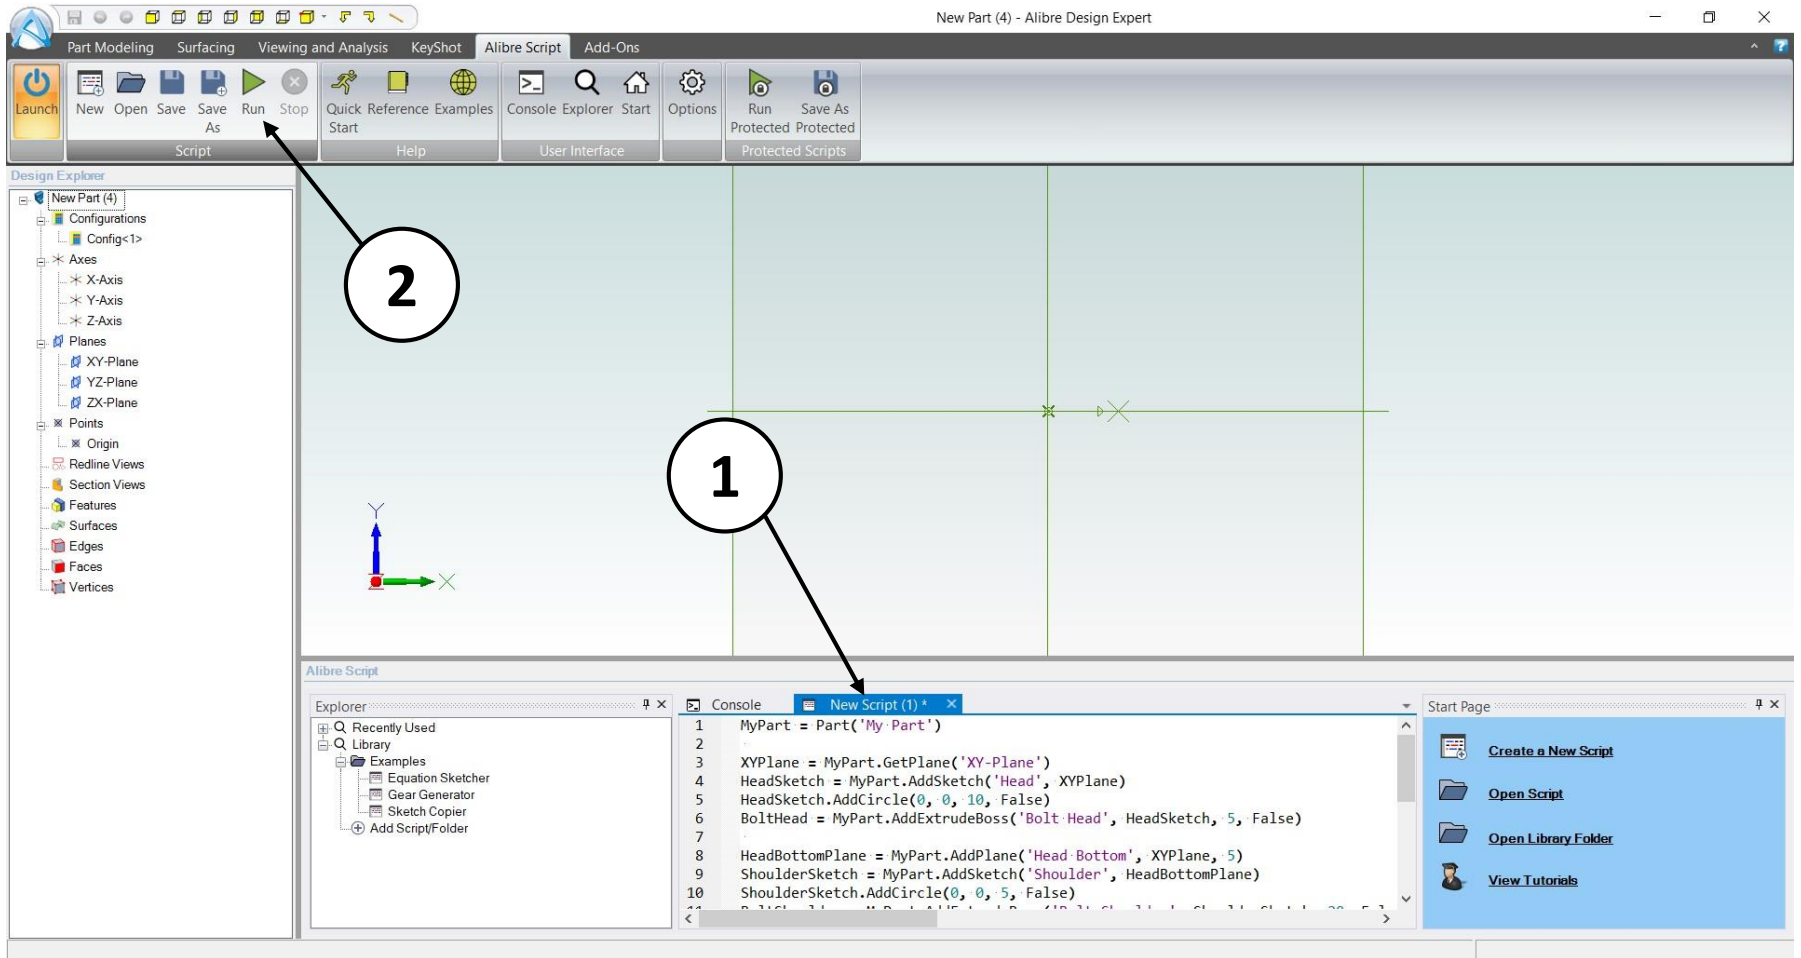 New Part (4) - Alibre Design Expert
Part Modeling Surfacing Viewing and Analysis KeyShot Alibre Script Add-Ons
Launch New Open Save Save As Run Stop Quick Start Reference Examples Console Explorer Start Options Run Protected Save As Protected
Script Help User Interface Protected Scripts
Design Explorer
New Part (4)
Configurations
Config<1>
Axes
X-Axis
Y-Axis
Z-Axis
Planes
XY-Plane
YZ-Plane
ZX-Plane
Points
Origin
Redline Views
Section Views
Features
Surfaces
Edges
Faces
Vertices
2
1
X
Y
X
Alibre Script
Explorer
Recently Used
Library
Examples
Equation Sketcher
Gear Generator
Sketch Copier
Add Script/Folder
Console New Script (1) *
1 MyPart = Part('My Part')
2
3 XYPlane = MyPart.GetPlane('XY-Plane')
4 HeadSketch = MyPart.AddSketch('Head', XYPlane)
5 HeadSketch.AddCircle(0, 0, 10, False)
6 BoltHead = MyPart.AddExtrudeBoss('Bolt Head', HeadSketch, 5, False)
7
8 HeadBottomPlane = MyPart.AddPlane('Head Bottom', XYPlane, 5)
9 ShoulderSketch = MyPart.AddSketch('Shoulder', HeadBottomPlane)
10 ShoulderSketch.AddCircle(0, 0, 5, False)
Start Page
Create a New Script
Open Script
Open Library Folder
View Tutorials